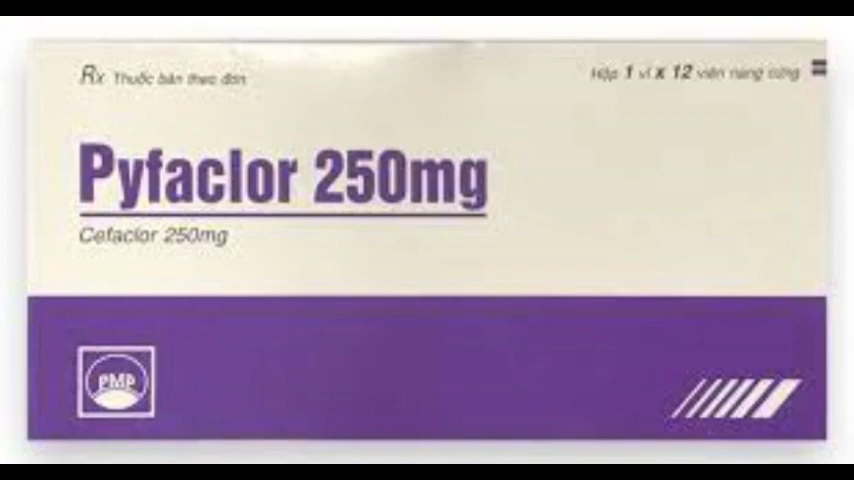 Rx Thuốc bán theo đơn
Hộp 1 vỉ x 12 viên nang cứng
Pyfaclor 250mg
Cefaclor 250mg
PMP